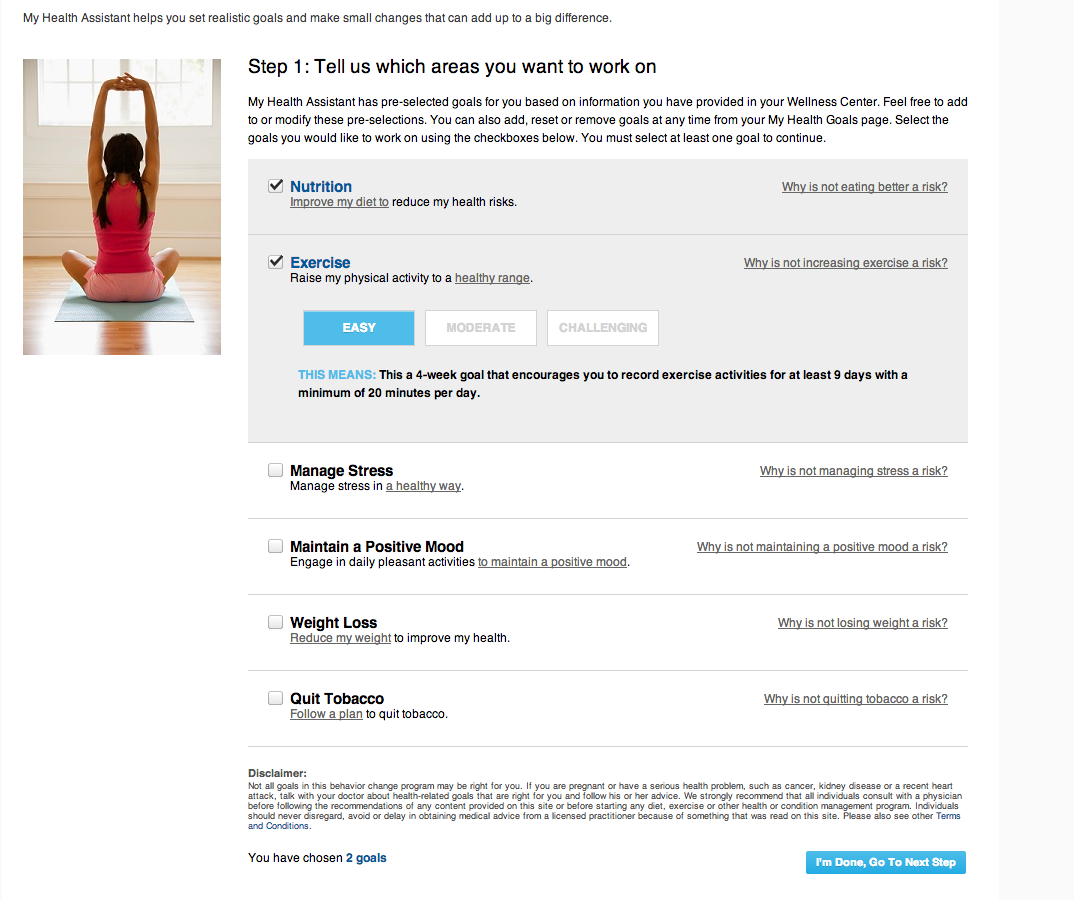 My Health Assistant helps you set realistic goals and make small changes that can add up to a big difference.
Step 1: Tell us which areas you want to work on
My Health Assistant has pre-selected goals for you based on information you have provided in your Wellness Center. Feel free to add
to or modify these pre-selections. You can also add, reset or remove goals at any time from your My Health Goals page. Select the
goals you would like to work on using the checkboxes below. You must select at least one goal to continue.
Nutrition
Why is not eating better a risk?
Improve my diet to reduce my health risks.
Exercise
Why is not increasing exercise a risk?
Raise my physical activity to a healthy range.
EASY
MODERATE
CHALLENGING
THIS MEANS: This a 4-week goal that encourages you to record exercise activities for at least 9 days with a
minimum of 20 minutes per day.
Manage Stress
Why is not managing stress a risk?
Manage stress in a healthy way.
Maintain a Positive Mood
Why is not maintaining a positive mood a risk?
Engage in daily pleasant activities to maintain a positive mood.
Weight Loss
Why is not losing weight a risk?
Reduce my weight to improve my health.
Quit Tobacco
Why is not quitting tobacco a risk?
Follow a plan to quit tobacco.
Disclaimer:
Not all goals in this behavior change program may be right for you. If you are pregnant or have a serious health problem, such as cancer, kidney disease or a recent heart
attack, talk with your doctor about health-related goals that are right for you and follow his or her advice. We strongly recommend that all individuals consult with a physician
before following the recommendations of any content provided on this site or before starting any diet, exercise or other health or condition management program. Individuals
should never disregard, avoid or delay in obtaining medical advice from a licensed practitioner because of something that was read on this site. Please also see other Terms
and Conditions.
You have chosen 2 goals
I'm Done, Go To Next Step